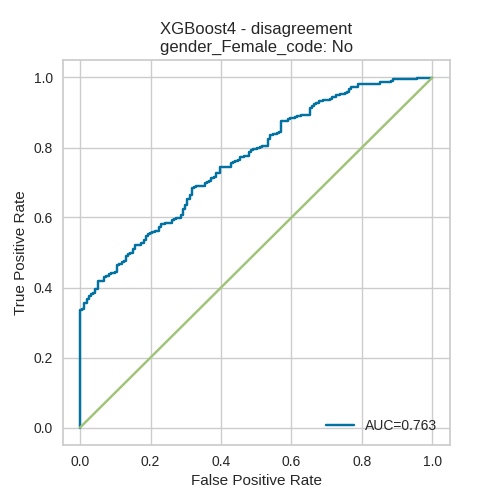 XGBoost4 - disagreement
gender_Female_code: No
1.0
0.8
0.6
0.4
0.2
0.0
True Positive Rate
AUC=0.763
0.0 0.2 0.4 0.6 0.8 1.0
False Positive Rate